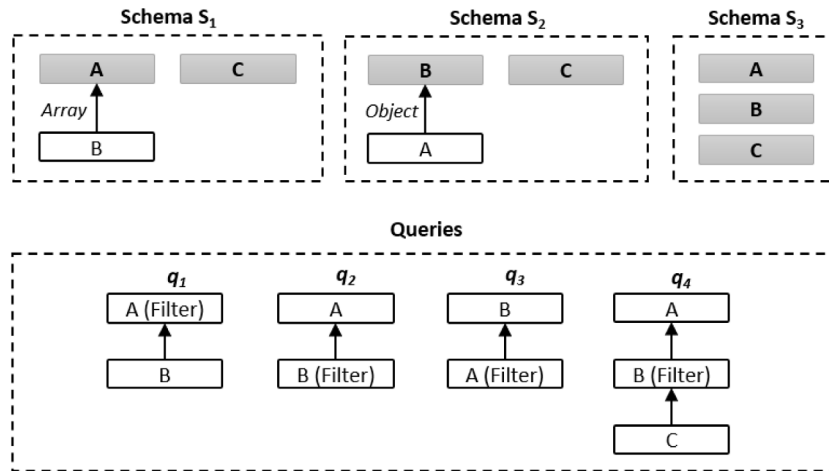 Schema S₁
Schema S₂
Schema S₃
A
C
B
C
A
Array
Object
B
B
A
C
Queries
q₁
q₂
q₃
q₄
A (Filter)
A
B
A
B
B (Filter)
A (Filter)
B (Filter)
C